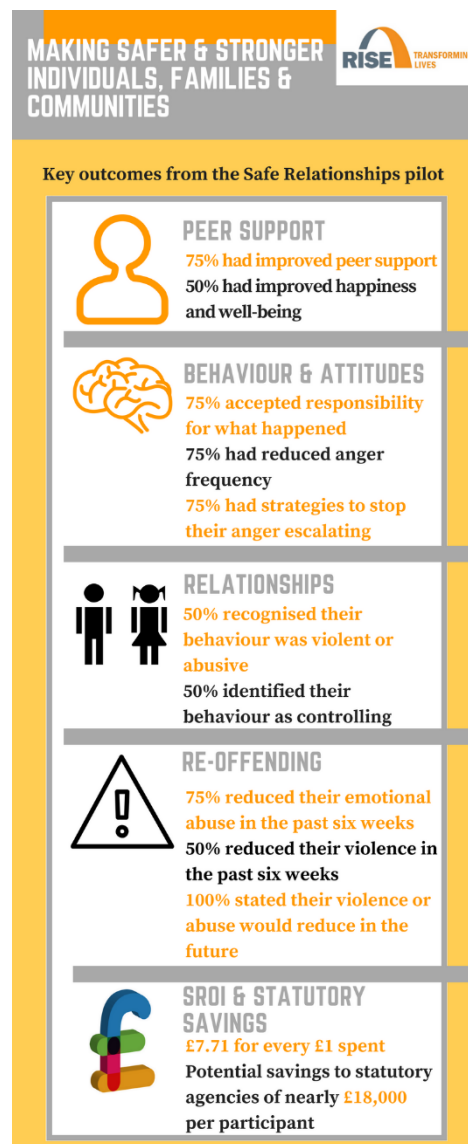 MAKING SAFER & STRONGER
INDIVIDUALS, FAMILIES &
COMMUNITIES
RISE
TRANSFORMIN
LIVES
Key outcomes from the Safe Relationships pilot
PEER SUPPORT
75% had improved peer support
50% had improved happiness
and well-being
BEHAVIOUR & ATTITUDES
75% accepted responsibility
for what happened
75% had reduced anger
frequency
75% had strategies to stop
their anger escalating
RELATIONSHIPS
50% recognised their
behaviour was violent or
abusive
50% identified their
behaviour as controlling
RE-OFFENDING
75% reduced their emotional
abuse in the past six weeks
50% reduced their violence in
the past six weeks
100% stated their violence or
abuse would reduce in the
future
SROI & STATUTORY
SAVINGS
£7.71 for every £1 spent
Potential savings to statutory
agencies of nearly £18,000
per participant